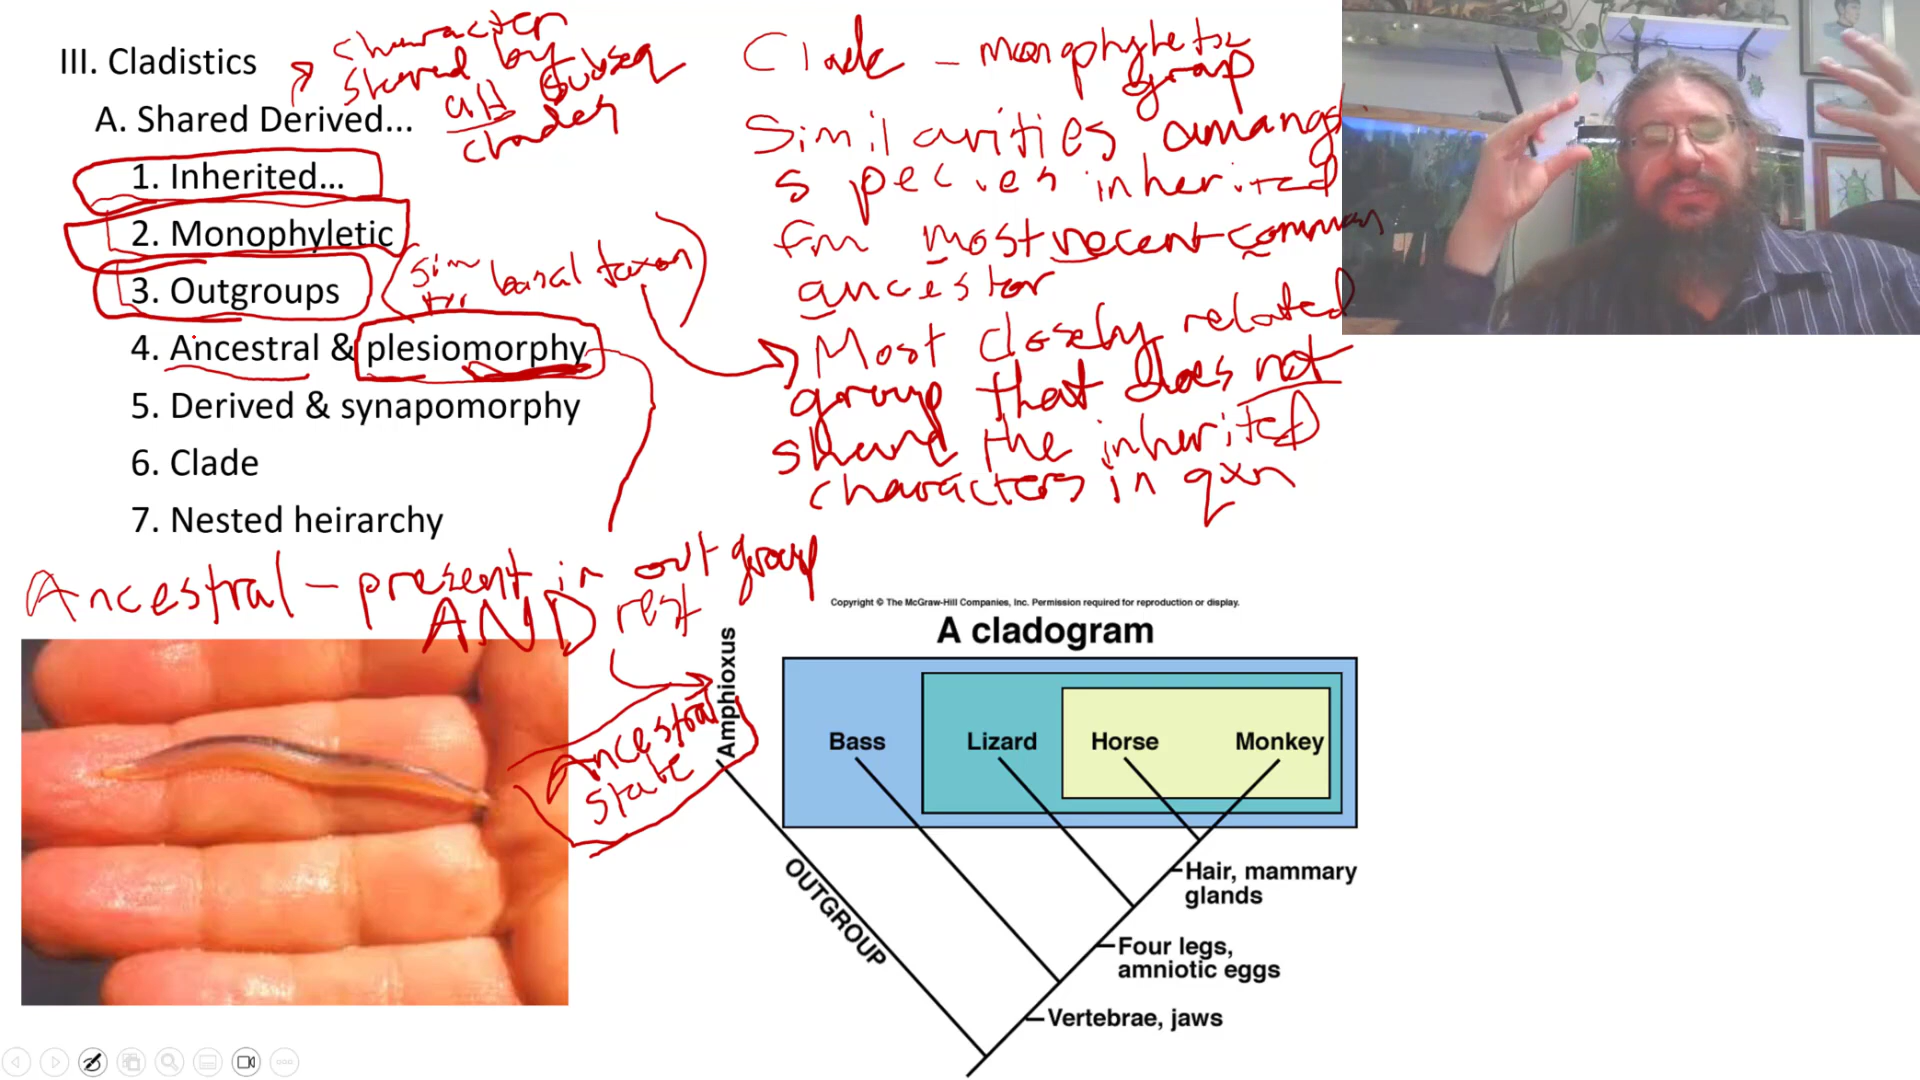 III. Cladistics
A. Shared Derived...
1. Inherited...
2. Monophyletic
3. Outgroups
4. Ancestral & plesiomorphy
5. Derived & synapomorphy
6. Clade
7. Nested heirarchy
character
shared by
all subseq
clades
sim
basal taxon
Clade - monophyletic
group
Similarities amongst
species inherited
fm most recent common
ancestor
Most closely related
group that does not
share the inherited
characters in qxn
Ancestral - present in out group
AND rest
Ancestral
state
Copyright © The McGraw-Hill Companies, Inc. Permission required for reproduction or display.
A cladogram
Amphioxus
Bass
Lizard
Horse
Monkey
OUTGROUP
Hair, mammary
glands
Four legs,
amniotic eggs
Vertebrae, jaws